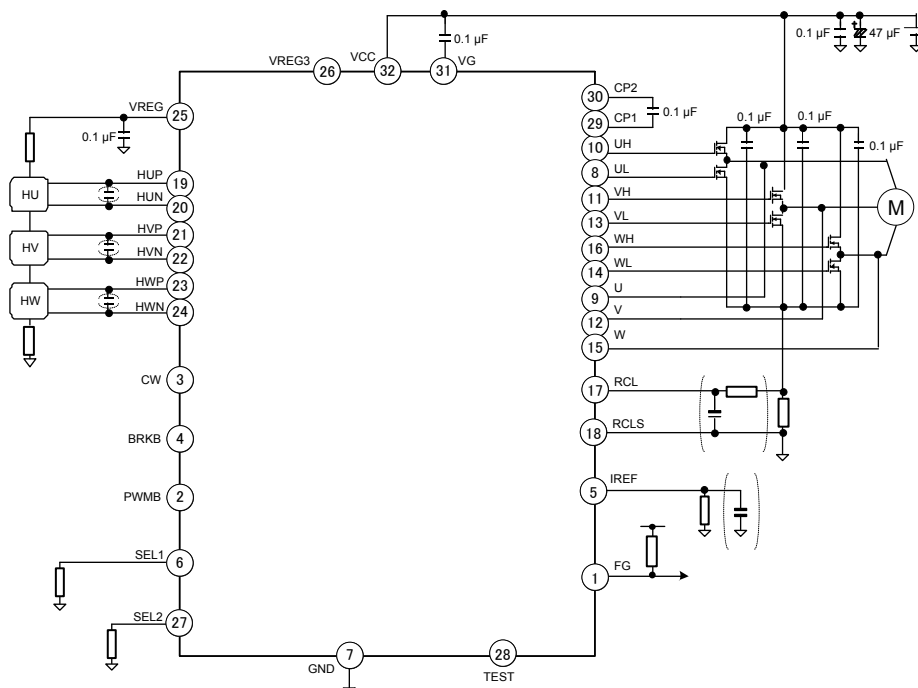 0.1 µF
0.1 µF
47 µF
VREG3
VCC
VG
26
32
31
VREG
25
0.1 µF
30
CP2
0.1 µF
29
CP1
0.1 µF
0.1 µF
0.1 µF
10
UH
8
UL
HU
HUP
19
HUN
20
11
VH
M
13
VL
HV
HVP
21
HVN
22
16
WH
14
WL
HW
HWP
23
HWN
24
9
U
12
V
15
W
CW
3
17
RCL
BRKB
4
18
RCLS
PWMB
2
5
IREF
SEL1
6
1
FG
SEL2
27
GND
7
28
TEST